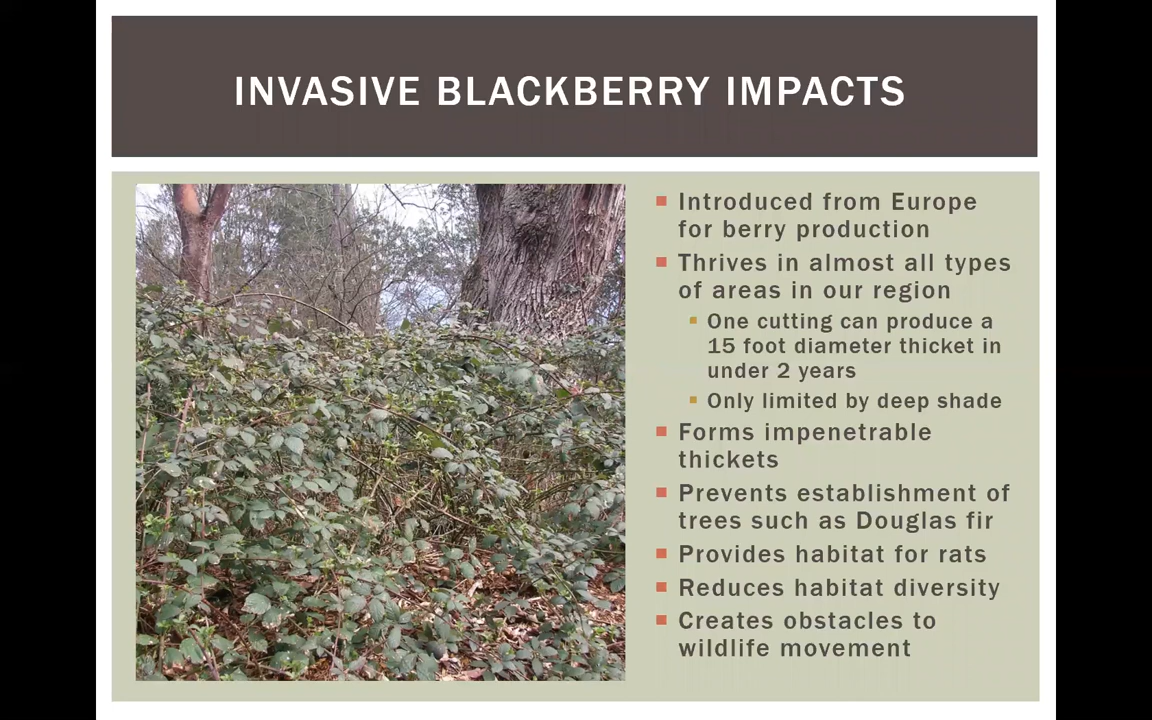 INVASIVE BLACKBERRY IMPACTS
Introduced from Europe
for berry production
Thrives in almost all types
of areas in our region
One cutting can produce a
15 foot diameter thicket in
under 2 years
Only limited by deep shade
Forms impenetrable
thickets
Prevents establishment of
trees such as Douglas fir
Provides habitat for rats
Reduces habitat diversity
Creates obstacles to
wildlife movement